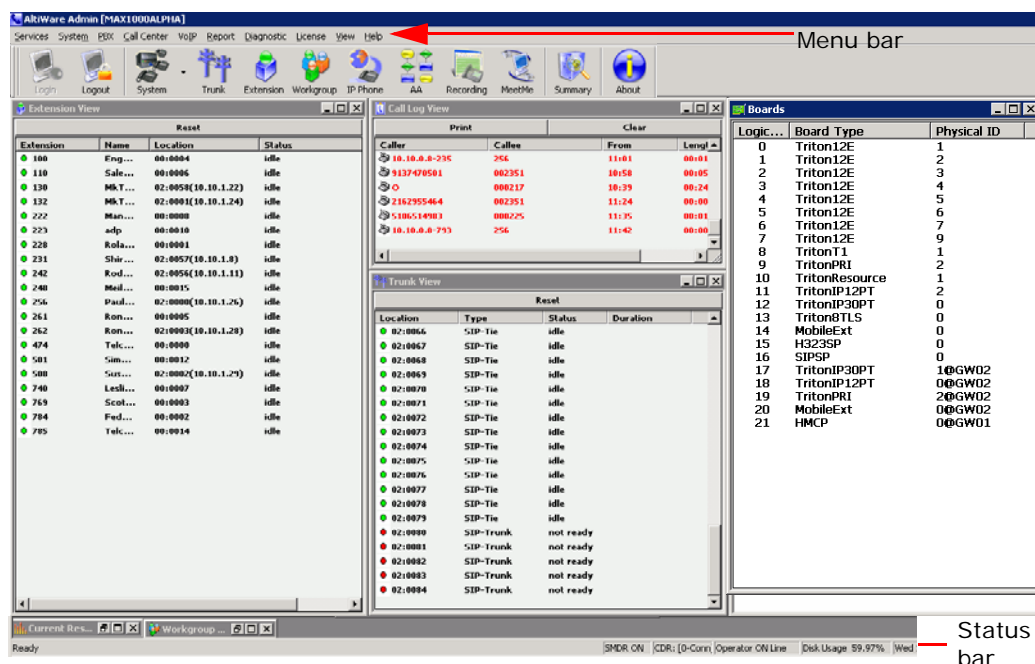 AltiWare Admin [MAX1000ALPHA]
Services System PBX Call Center VoIP Report Diagnostic License View Help
Menu bar
Login Logout System Trunk Extension Workgroup IP Phone AA Recording MeetMe Summary About
Extension View
Reset
Extension Name Location Status
100 Eng... 00:0004 idle
110 Sale... 00:0006 idle
130 MkT... 02:0058(10.10.1.22) idle
132 MkT... 02:0001(10.10.1.24) idle
222 Man... 00:0008 idle
223 adp 00:0010 idle
228 Rola... 00:0001 idle
231 Shir... 02:0057(10.10.1.8) idle
242 Rod... 02:0056(10.10.1.11) idle
248 Meil... 00:0015 idle
256 Paul... 02:0000(10.10.1.26) idle
261 Ron... 00:0005 idle
262 Ron... 02:0003(10.10.1.28) idle
474 Telc... 00:0000 idle
501 Sim... 00:0012 idle
508 Sus... 02:0002(10.10.1.29) idle
740 Lesli... 00:0007 idle
769 Scot... 00:0003 idle
784 Fed... 00:0002 idle
785 Telc... 00:0014 idle
Call Log View
Print Clear
Caller Callee From Lengt
10.10.0.8-235 256 11:01 00:01
9137470501 002351 10:58 00:05
O 000217 10:39 00:24
2162955464 002351 11:24 00:00
5106514983 000225 11:35 00:01
10.10.0.8-793 256 11:42 00:00
Trunk View
Reset
Location Type Status Duration
02:0066 SIP-Tie idle
02:0067 SIP-Tie idle
02:0068 SIP-Tie idle
02:0069 SIP-Tie idle
02:0070 SIP-Tie idle
02:0071 SIP-Tie idle
02:0072 SIP-Tie idle
02:0073 SIP-Tie idle
02:0074 SIP-Tie idle
02:0075 SIP-Tie idle
02:0076 SIP-Tie idle
02:0077 SIP-Tie idle
02:0078 SIP-Tie idle
02:0079 SIP-Tie idle
02:0080 SIP-Trunk not ready
02:0081 SIP-Trunk not ready
02:0082 SIP-Trunk not ready
02:0083 SIP-Trunk not ready
02:0084 SIP-Trunk not ready
Boards
Logic... Board Type Physical ID
0 Triton12E 1
1 Triton12E 2
2 Triton12E 3
3 Triton12E 4
4 Triton12E 5
5 Triton12E 6
6 Triton12E 7
7 Triton12E 9
8 TritonT1 1
9 TritonPRI 2
10 TritonResource 1
11 TritonIP12PT 2
12 TritonIP30PT 0
13 Triton8TLS 0
14 MobileExt 0
15 H323SP 0
16 SIPSP 0
17 TritonIP30PT 1@GW02
18 TritonIP12PT 0@GW02
19 TritonPRI 2@GW02
20 MobileExt 0@GW02
21 HMCP 0@GW01
Current Res... Workgroup ...
Ready SMDR ON CDR: [0-Conn Operator ON Line Disk Usage 59.97% Wed
Status bar